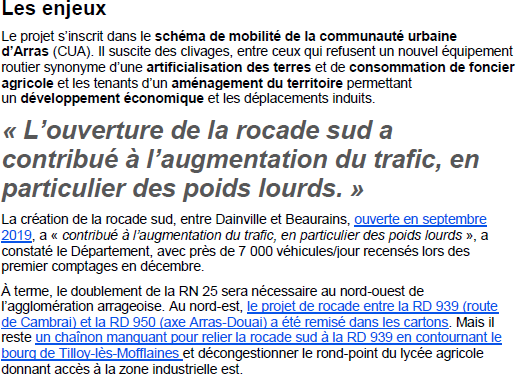 Les enjeux
Le projet s’inscrit dans le schéma de mobilité de la communauté urbaine
d’Arras (CUA). Il suscite des clivages, entre ceux qui refusent un nouvel équipement
routier synonyme d’une artificialisation des terres et de consommation de foncier
agricole et les tenants d’un aménagement du territoire permettant
un développement économique et les déplacements induits.
« L’ouverture de la rocade sud a
contribué à l’augmentation du trafic, en
particulier des poids lourds. »
La création de la rocade sud, entre Dainville et Beaurains, ouverte en septembre
2019, a « contribué à l’augmentation du trafic, en particulier des poids lourds », a
constaté le Département, avec près de 7 000 véhicules/jour recensés lors des
premier comptages en décembre.
À terme, le doublement de la RN 25 sera nécessaire au nord-ouest de
l’agglomération arrageoise. Au nord-est, le projet de rocade entre la RD 939 (route
de Cambrai) et la RD 950 (axe Arras-Douai) a été remisé dans les cartons. Mais il
reste un chaînon manquant pour relier la rocade sud à la RD 939 en contournant le
bourg de Tilloy-lès-Mofflaines et décongestionner le rond-point du lycée agricole
donnant accès à la zone industrielle est.